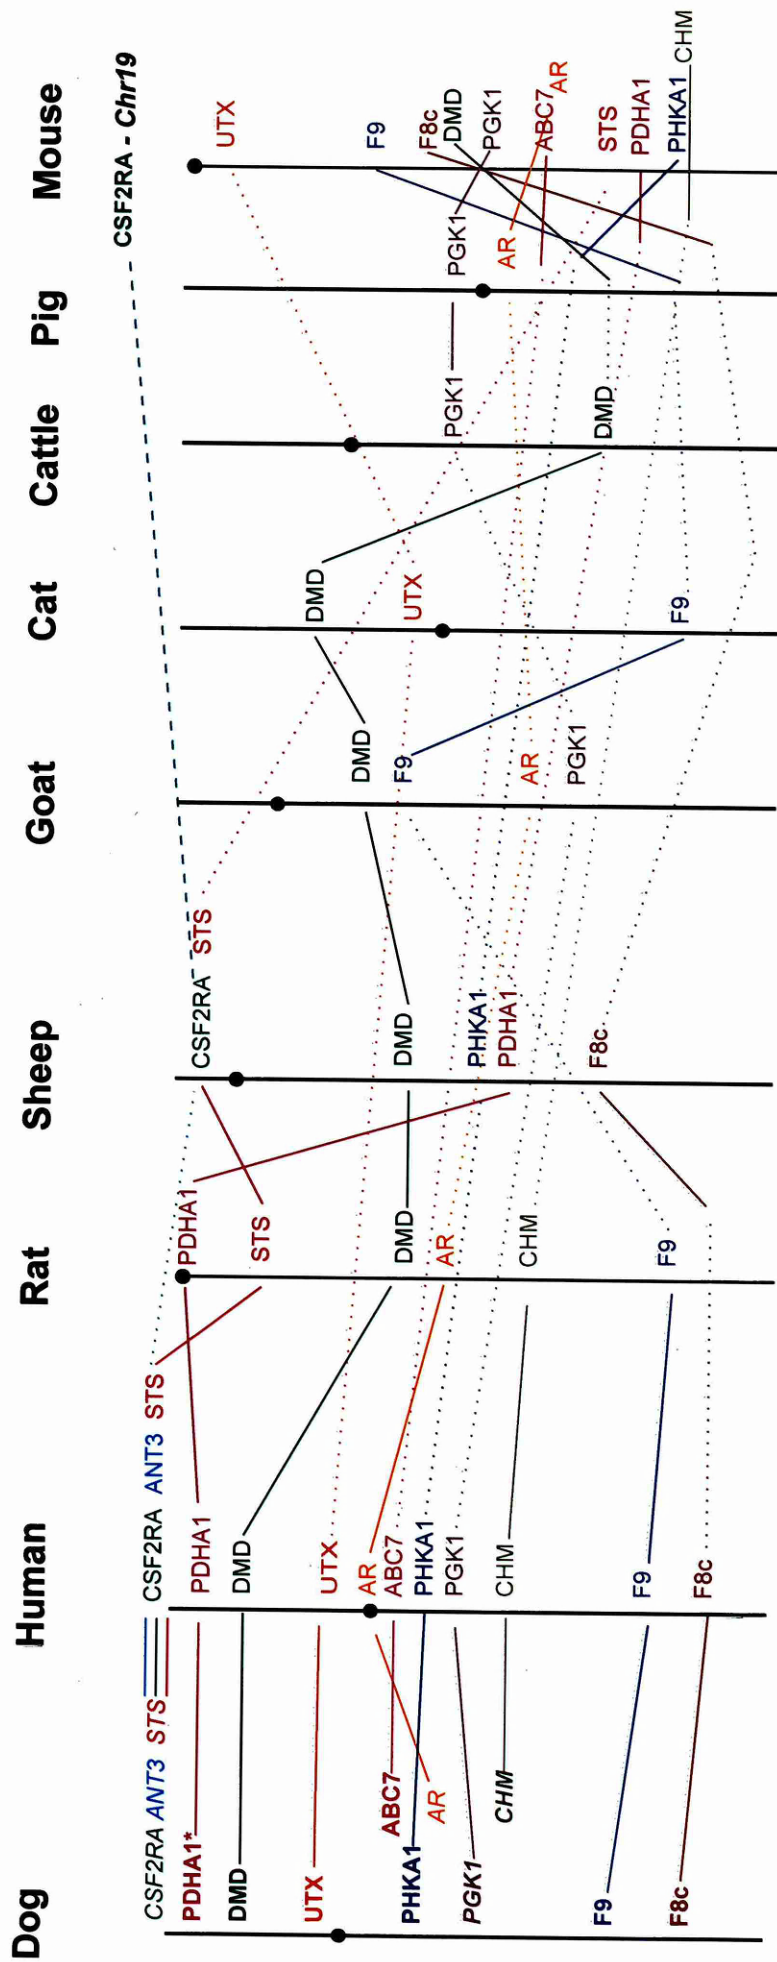 Dog
Human
Rat
Sheep
Goat
Cat
Cattle
Pig
Mouse
CSF2RA ANT3 STS
PDHA1*
DMD
UTX
ABC7
AR
PHKA1
PGK1
CHM
F9
F8c
CSF2RA ANT3 STS
PDHA1
DMD
UTX
AR
ABC7
PHKA1
PGK1
CHM
F9
F8c
PDHA1
STS
DMD
AR
CHM
F9
CSF2RA STS
DMD
PHKA1
PDHA1
F8c
DMD
F9
AR
PGK1
DMD
UTX
F9
PGK1
DMD
PGK1
AR
CSF2RA - Chr19
UTX
F9
F8c
DMD
PGK1
ABC7
AR
STS
PDHA1
PHKA1
CHM